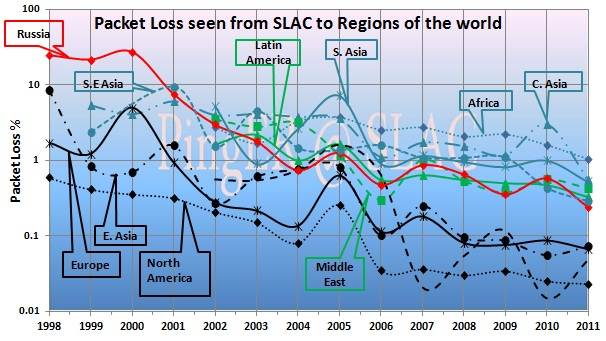 Packet Loss seen from SLAC to Regions of the world
Packet Loss %
100
10
1
0.1
0.01
Russia
S.E Asia
Latin
America
S. Asia
Africa
C. Asia
Europe
E. Asia
North
America
Middle
East
1998 1999 2000 2001 2002 2003 2004 2005 2006 2007 2008 2009 2010 2011